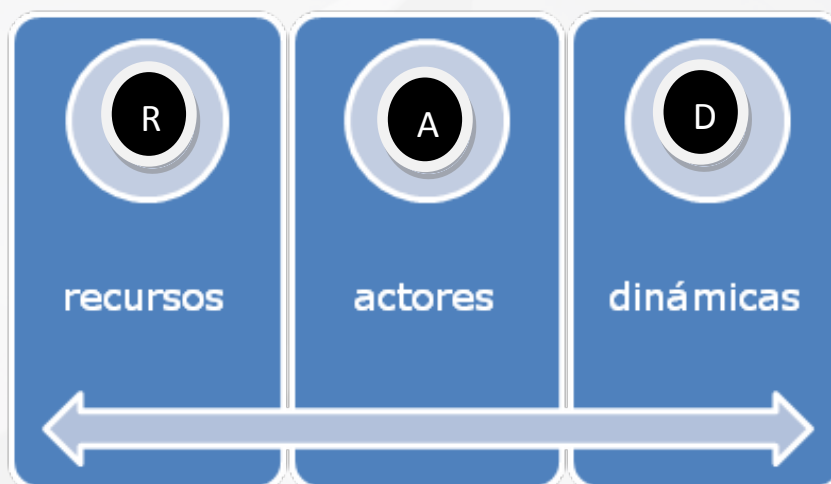 R
A
D
recursos
actores
dinámicas